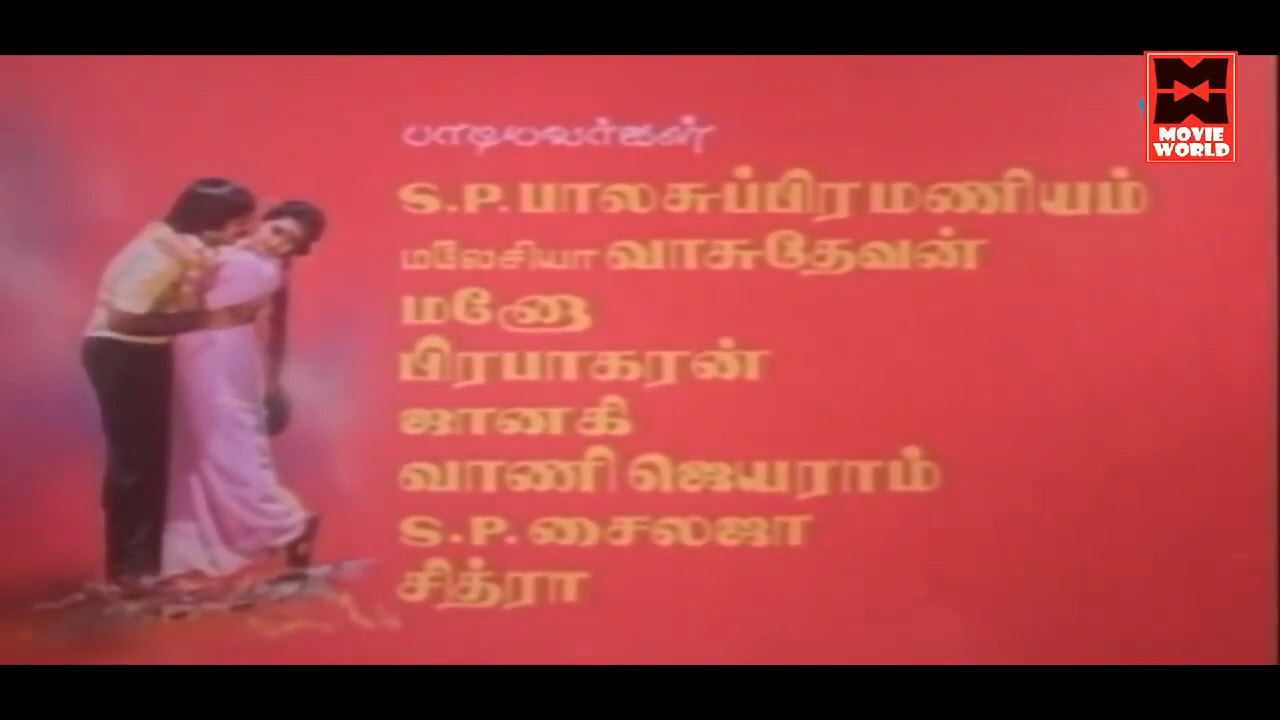 பாடியவர்கள்
S.P. பாலசுப்பிரமணியம்
மலேசியா வாசுதேவன்
மனோ
பிரபாகரன்
ஜானகி
வாணி ஜெயராம்
S.P. சைலஜா
சித்ரா
MOVIE
WORLD